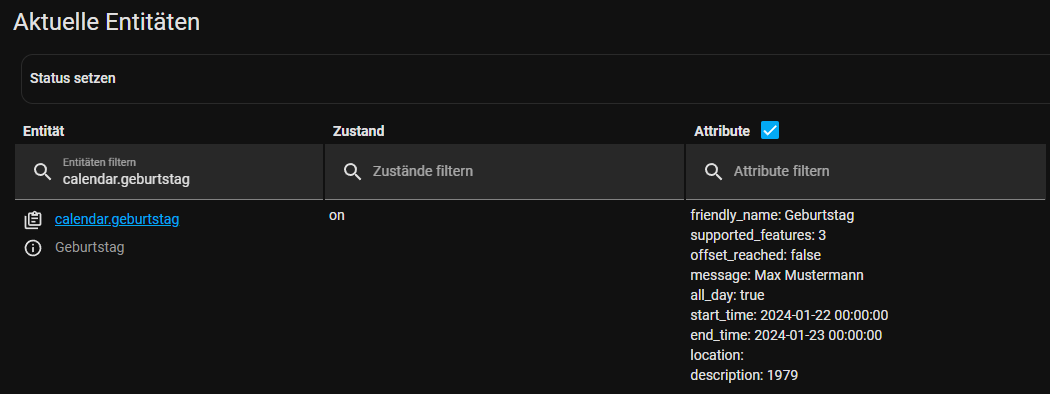 Aktuelle Entitäten
Status setzen
Entität Zustand Attribute
Entitäten filtern
calendar.geburtstag Zustände filtern Attribute filtern
calendar.geburtstag on friendly_name: Geburtstag
supported_features: 3
Geburtstag offset_reached: false
message: Max Mustermann
all_day: true
start_time: 2024-01-22 00:00:00
end_time: 2024-01-23 00:00:00
location:
description: 1979